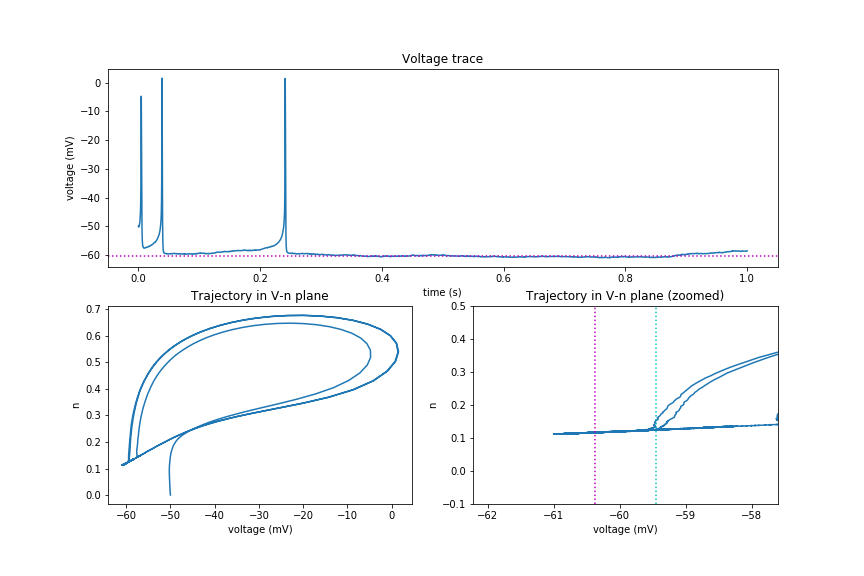 Voltage trace
0
−10
−20
−30
−40
−50
−60
voltage (mV)
0.0 0.2 0.4 0.6 0.8 1.0
time (s)
Trajectory in V-n plane
0.7
0.6
0.5
0.4
0.3
0.2
0.1
0.0
n
−60 −50 −40 −30 −20 −10 0
voltage (mV)
Trajectory in V-n plane (zoomed)
0.5
0.4
0.3
0.2
0.1
0.0
−0.1
n
−62 −61 −60 −59 −58
voltage (mV)